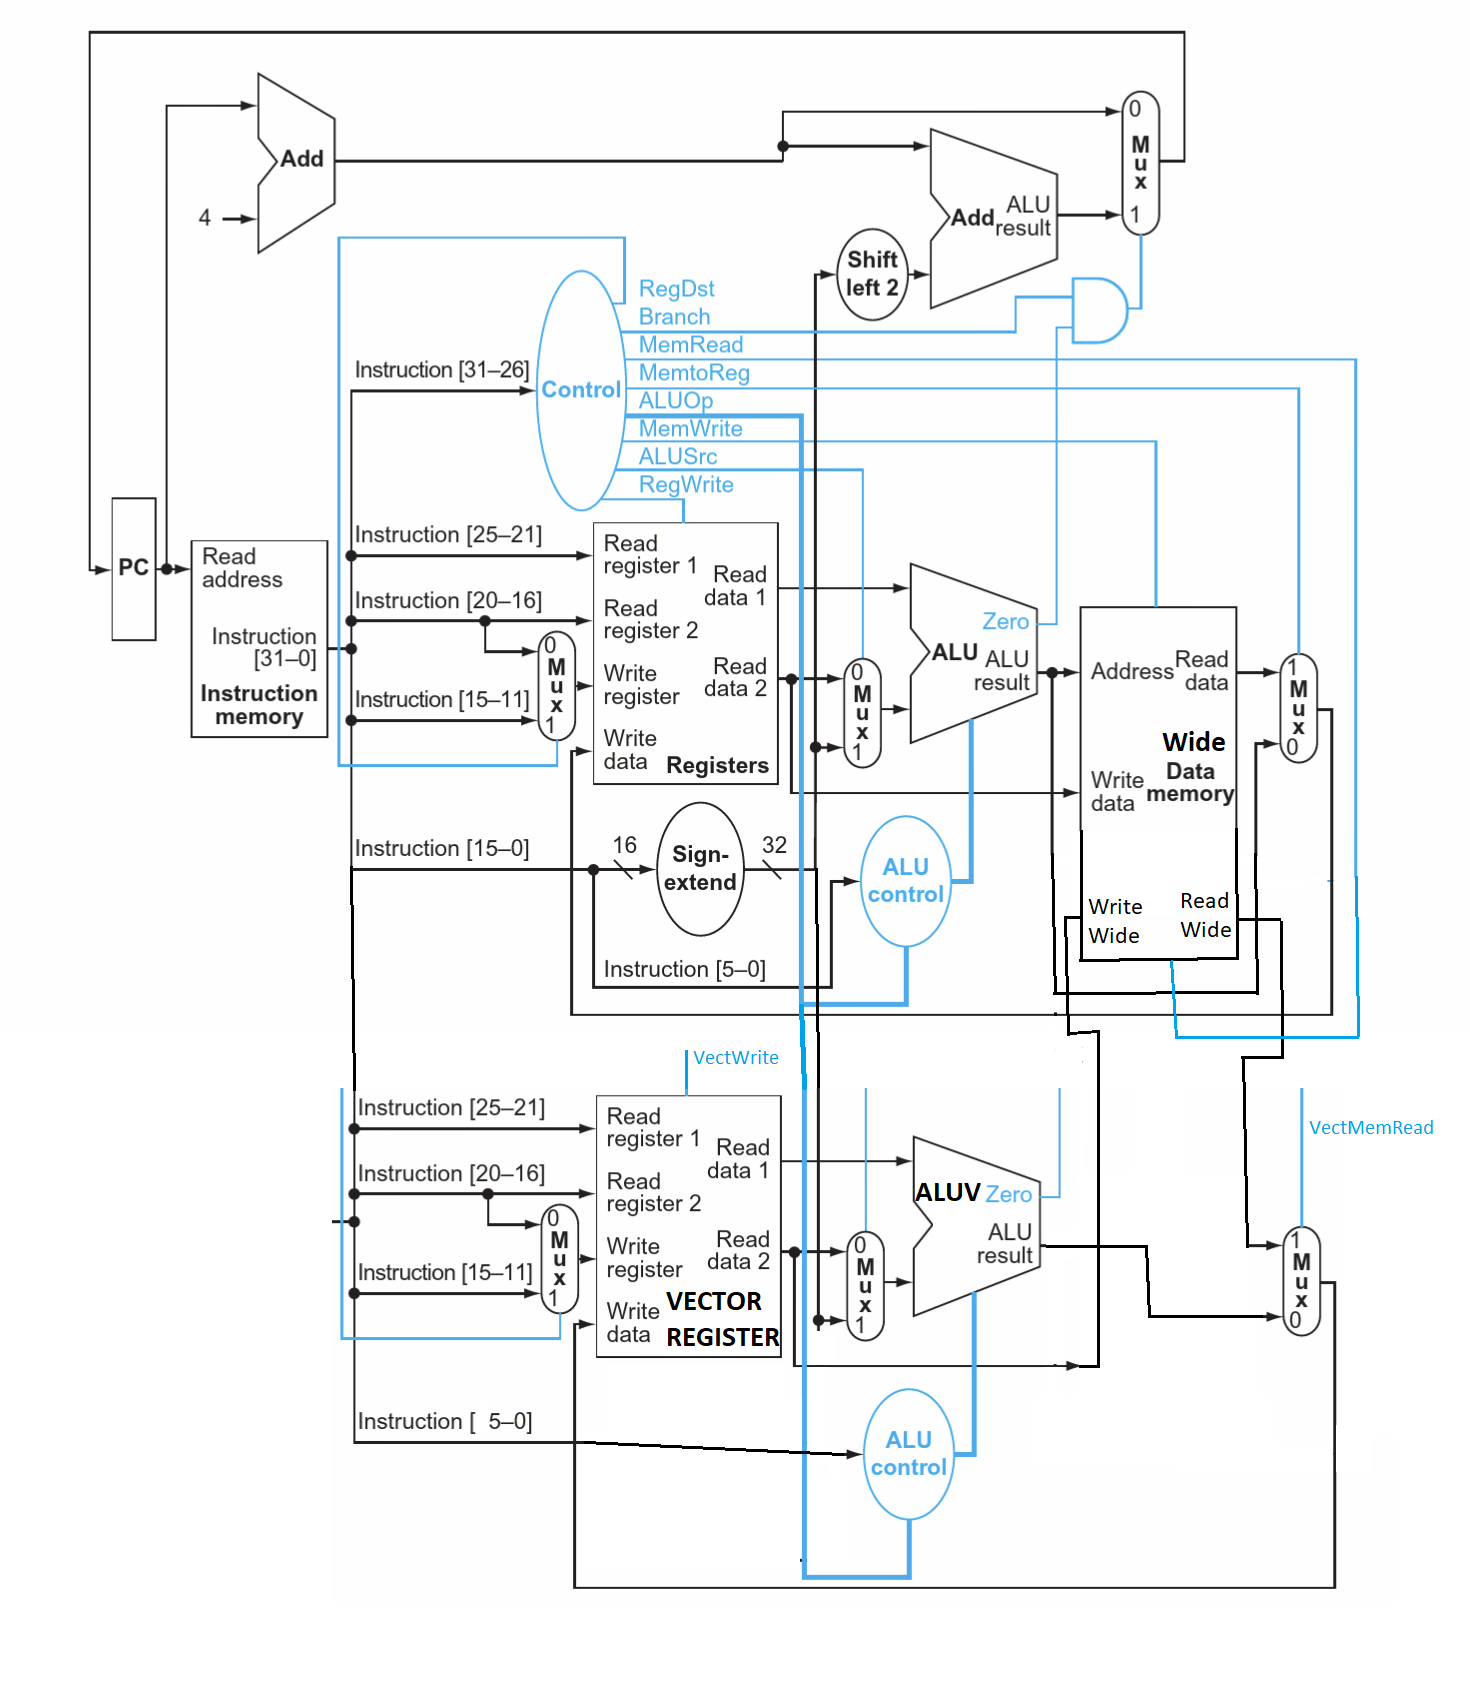 0
M
u
x
1
Add
4
Add
ALU
result
Shift
left 2
RegDst
Branch
MemRead
MemtoReg
ALUOp
MemWrite
ALUSrc
RegWrite
Instruction [31–26]
Control
PC
Read
address
Instruction
[31–0]
Instruction
memory
Instruction [25–21]
Instruction [20–16]
Instruction [15–11]
0
M
u
x
1
Read
register 1
Read
register 2
Write
register
Write
data
Read
data 1
Read
data 2
Registers
0
M
u
x
1
Zero
ALU
ALU
result
Address
Read
data
Wide
Data
memory
Write
data
Write
Wide
Read
Wide
1
M
u
x
0
Instruction [15–0]
16
Sign-
extend
32
ALU
control
Instruction [5–0]
VectWrite
Instruction [25–21]
Instruction [20–16]
Instruction [15–11]
0
M
u
x
1
Read
register 1
Read
register 2
Write
register
Write
data
Read
data 1
Read
data 2
VECTOR
REGISTER
0
M
u
x
1
ALUV
Zero
ALU
result
VectMemRead
1
M
u
x
0
Instruction [ 5–0]
ALU
control